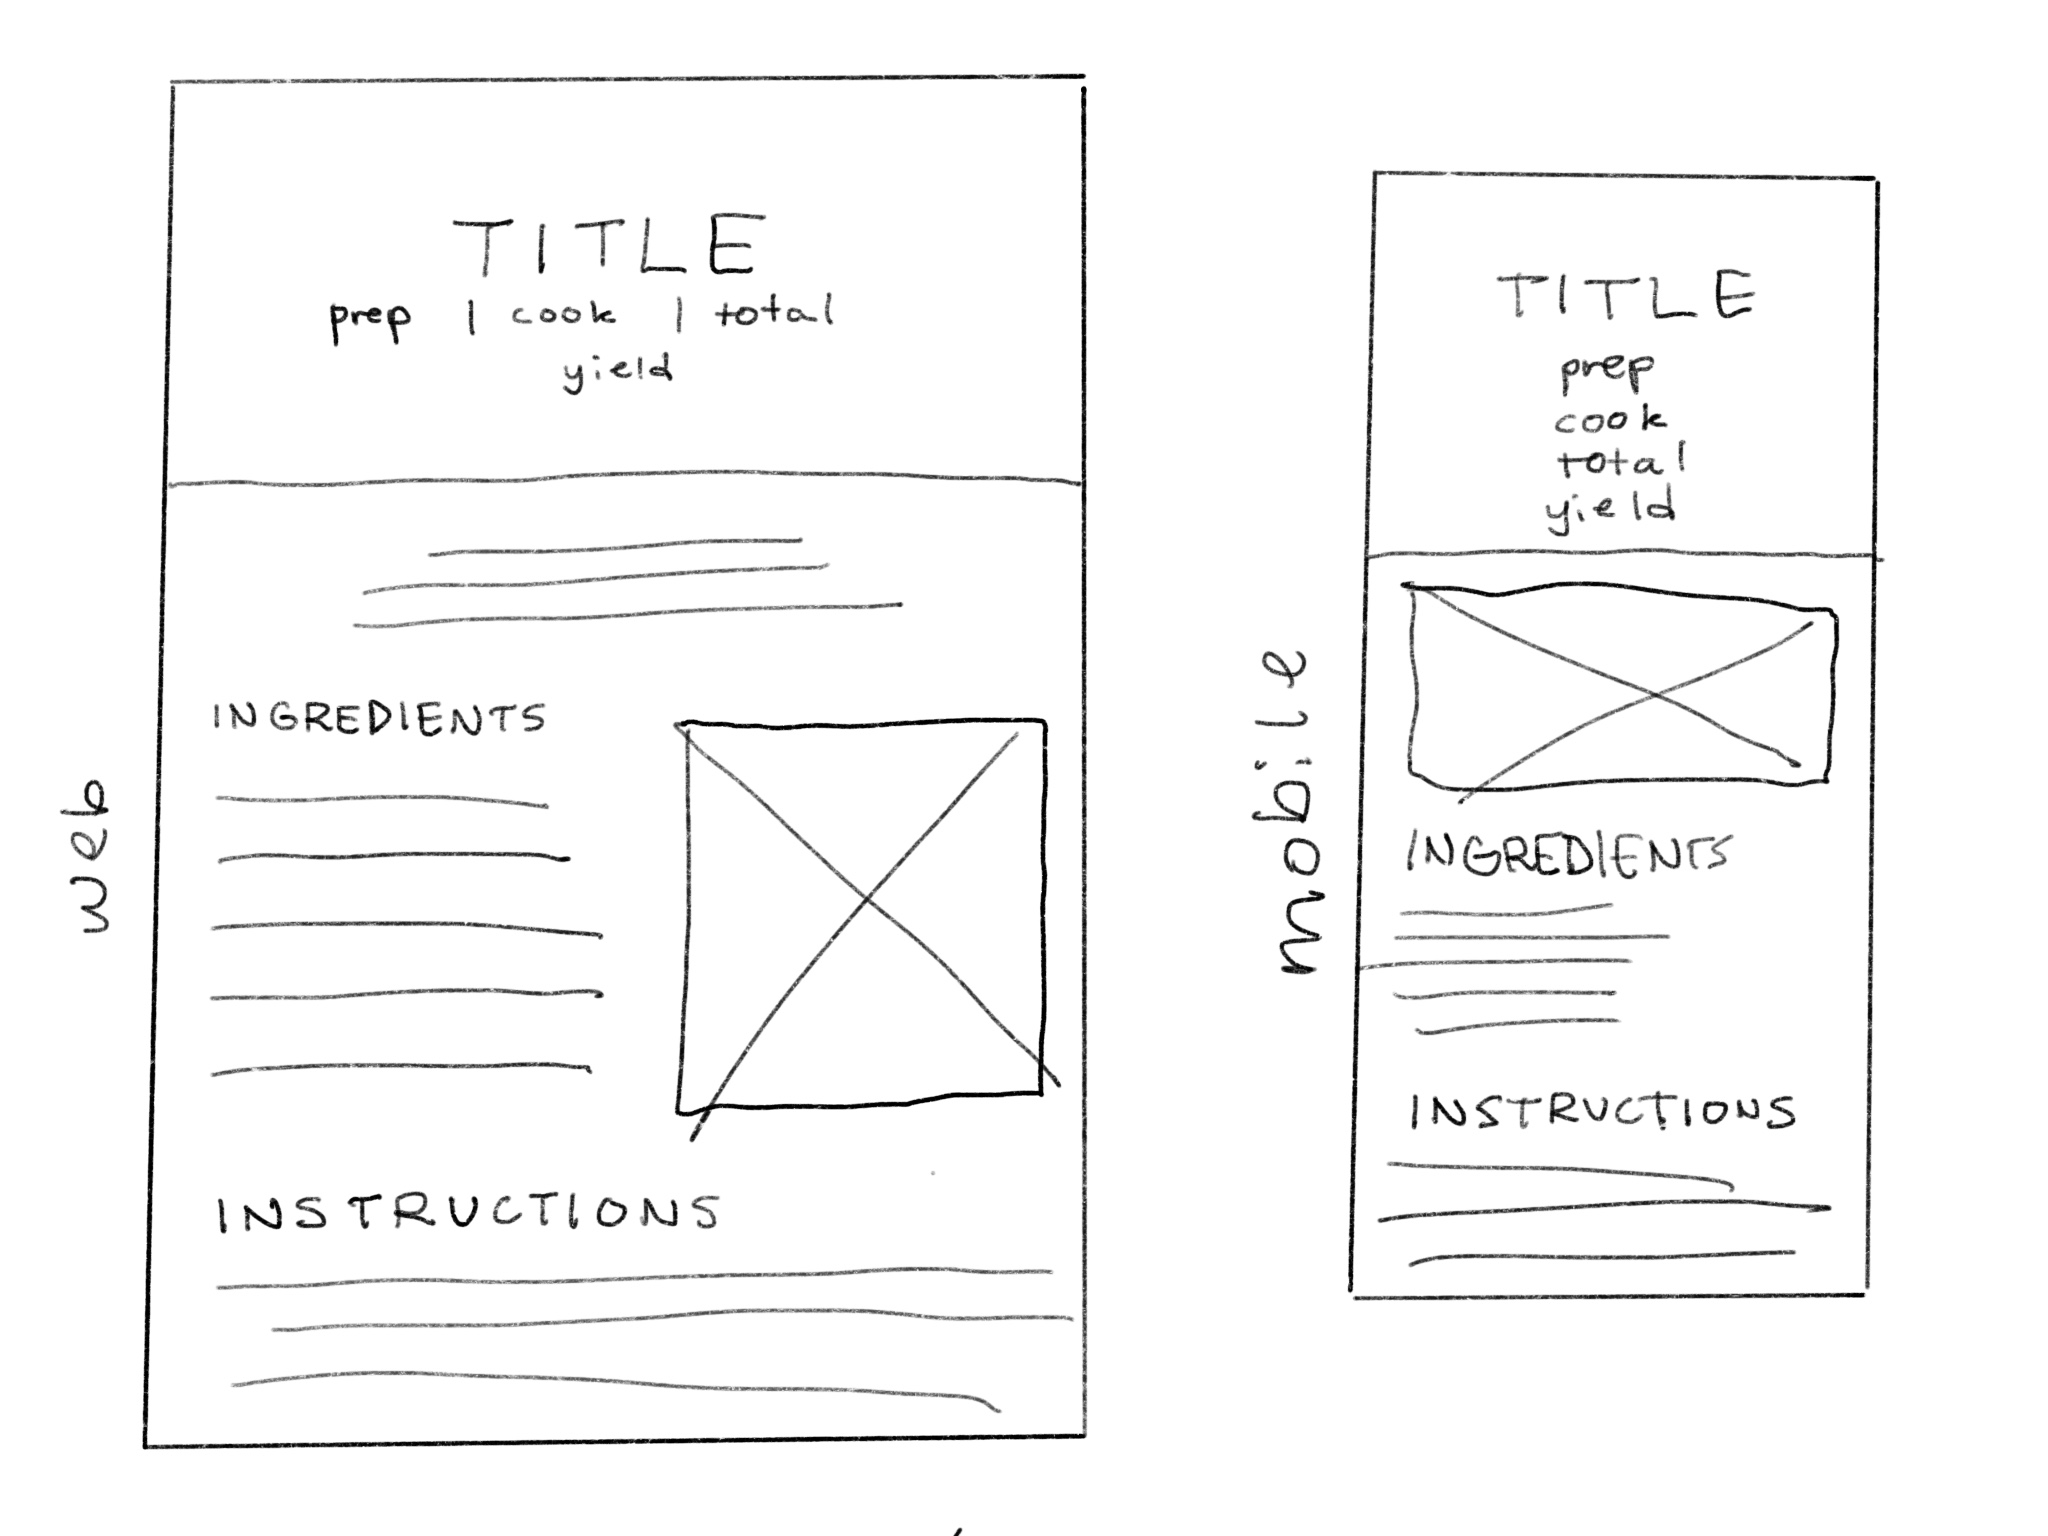 web
TITLE
prep | cook | total
yield
INGREDIENTS
INSTRUCTIONS
mobile
TITLE
prep
cook
total
yield
INGREDIENTS
INSTRUCTIONS